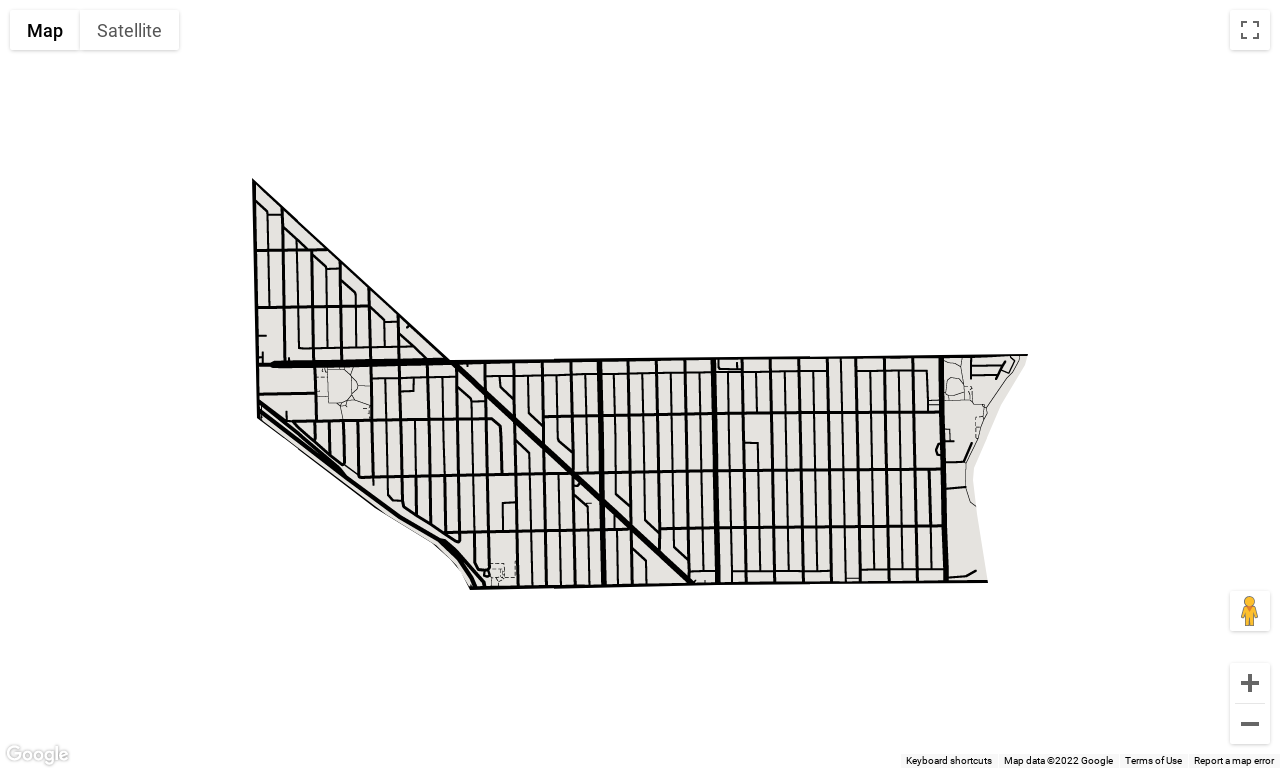 Map
Satellite
Google
Keyboard shortcuts
Map data ©2022 Google
Terms of Use
Report a map error